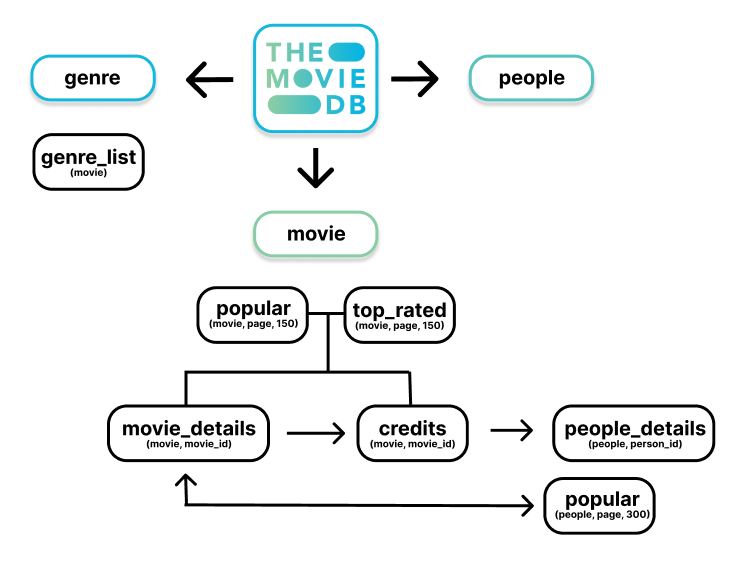 THE
MOVIE
DB
genre
people
genre_list
(movie)
movie
popular
(movie, page, 150)
top_rated
(movie, page, 150)
movie_details
(movie, movie_id)
credits
(movie, movie_id)
people_details
(people, person_id)
popular
(people, page, 300)